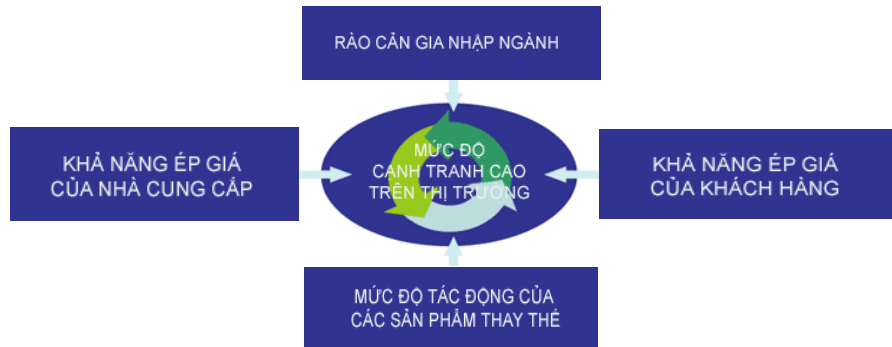 RÀO CẢN GIA NHẬP NGÀNH
KHẢ NĂNG ÉP GIÁ
CỦA NHÀ CUNG CẤP
MỨC ĐỘ
CẠNH TRANH CAO
TRÊN THỊ TRƯỜNG
KHẢ NĂNG ÉP GIÁ
CỦA KHÁCH HÀNG
MỨC ĐỘ TÁC ĐỘNG CỦA
CÁC SẢN PHẨM THAY THẾ